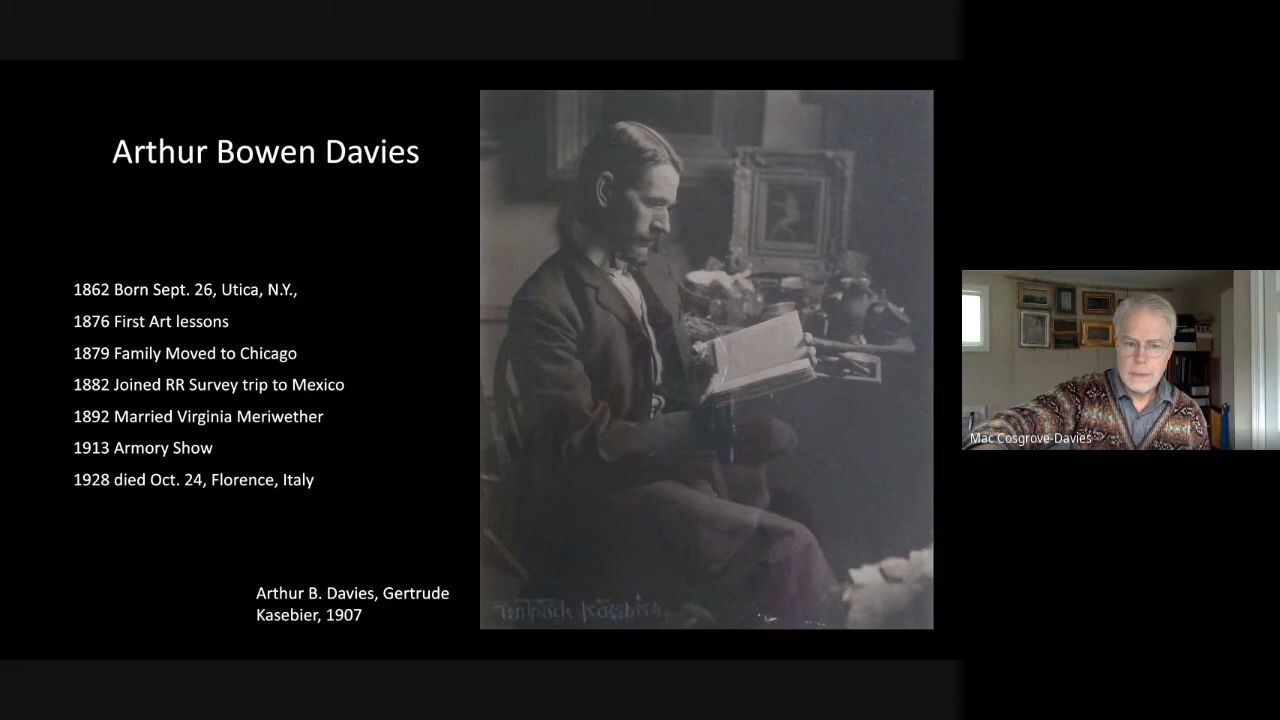 Arthur Bowen Davies
1862 Born Sept. 26, Utica, N.Y.,
1876 First Art lessons
1879 Family Moved to Chicago
1882 Joined RR Survey trip to Mexico
1892 Married Virginia Meriwether
1913 Armory Show
1928 died Oct. 24, Florence, Italy
Arthur B. Davies, Gertrude
Kasebier, 1907
Mac Cosgrove-Davies